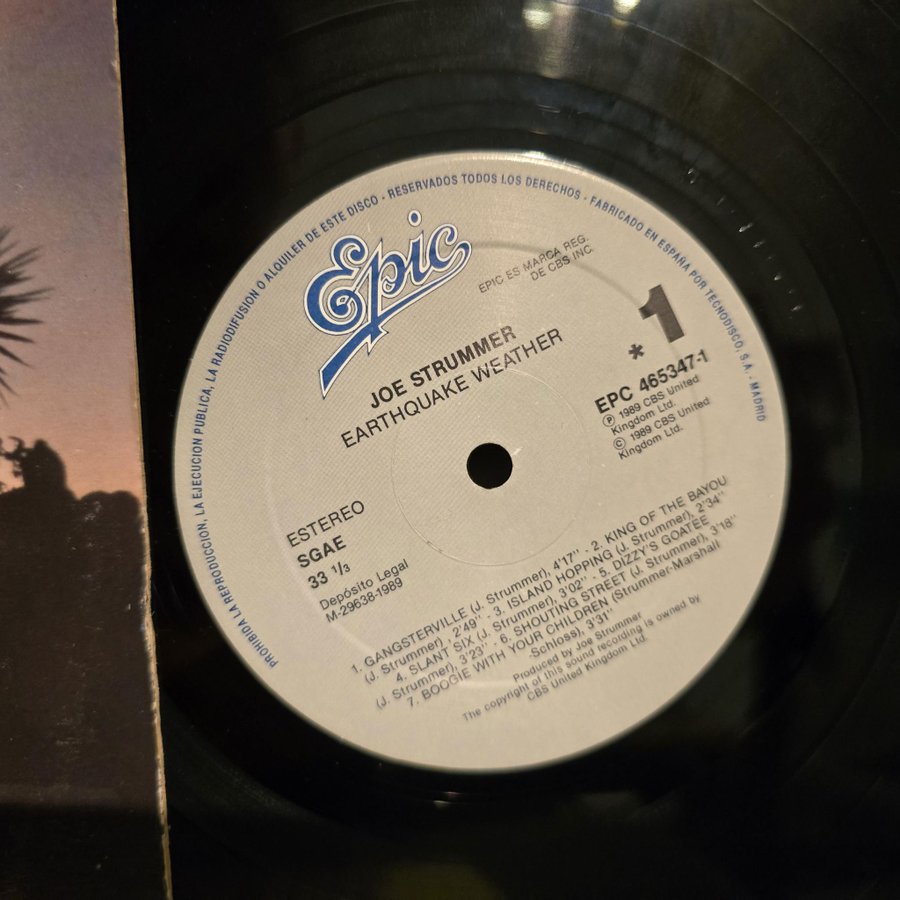 PROHIBIDA LA REPRODUCCION, LA EJECUCION PUBLICA, LA RADIODIFUSION O ALQUILER DE ESTE DISCO - RESERVADOS TODOS LOS DERECHOS - FABRICADO EN ESPAÑA POR TECNODISCO, S.A. - MADRID
Epic
EPIC ES MARCA REG.
DE CBS INC.
1
*
JOE STRUMMER
EARTHQUAKE WEATHER
EPC 465347-1
Ⓟ 1989 CBS United
Kingdom Ltd.
© 1989 CBS United
Kingdom Ltd.
ESTEREO
SGAE
33 1/3
Depósito Legal
M-29638-1989
1. GANGSTERVILLE (J. Strummer), 4'17" - 2. KING OF THE BAYOU
(J. Strummer), 2'49" - 3. ISLAND HOPPING (J. Strummer), 2'34"
4. SLANT SIX (J. Strummer), 3'02" - 5. DIZZY'S GOATEE
(J. Strummer), 3'23" - 6. SHOUTING STREET (J. Strummer), 3'18"
7. BOOGIE WITH YOUR CHILDREN (Strummer-Marshall
Schloss), 3'31"
Produced by Joe Strummer
The copyright of this sound recording is owned by
CBS United Kingdom Ltd.